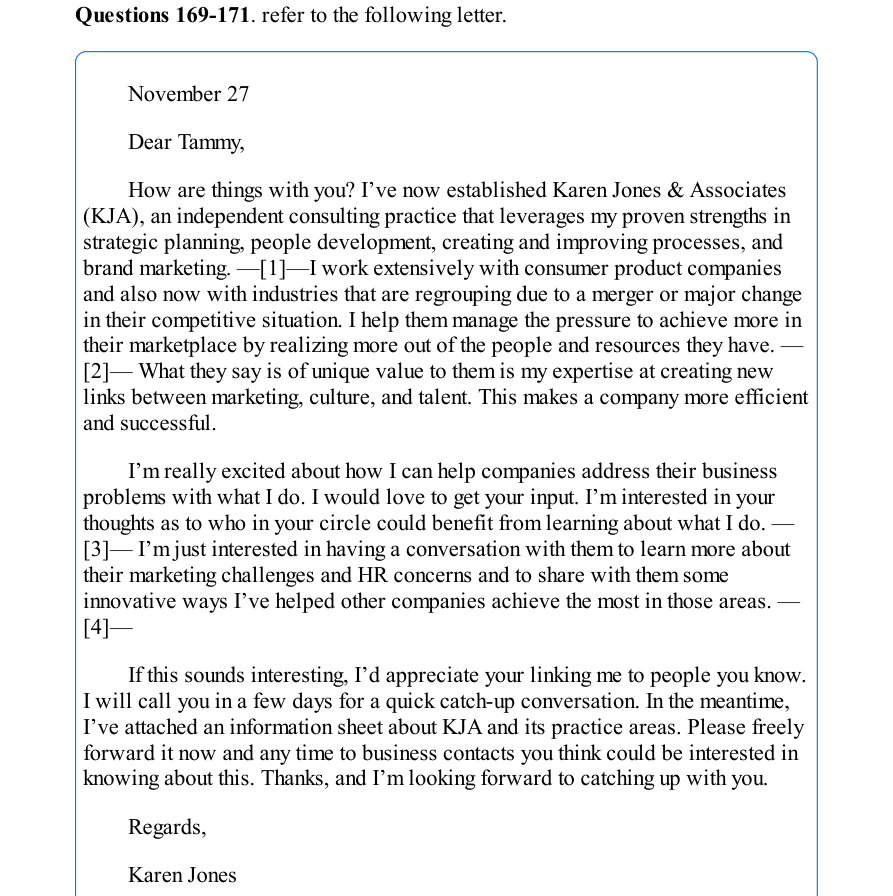 Questions 169-171. refer to the following letter.
November 27
Dear Tammy,
How are things with you? I’ve now established Karen Jones & Associates
(KJA), an independent consulting practice that leverages my proven strengths in
strategic planning, people development, creating and improving processes, and
brand marketing. —[1]—I work extensively with consumer product companies
and also now with industries that are regrouping due to a merger or major change
in their competitive situation. I help them manage the pressure to achieve more in
their marketplace by realizing more out of the people and resources they have. —
[2]— What they say is of unique value to them is my expertise at creating new
links between marketing, culture, and talent. This makes a company more efficient
and successful.
I’m really excited about how I can help companies address their business
problems with what I do. I would love to get your input. I’m interested in your
thoughts as to who in your circle could benefit from learning about what I do. —
[3]— I’m just interested in having a conversation with them to learn more about
their marketing challenges and HR concerns and to share with them some
innovative ways I’ve helped other companies achieve the most in those areas. —
[4]—
If this sounds interesting, I’d appreciate your linking me to people you know.
I will call you in a few days for a quick catch-up conversation. In the meantime,
I’ve attached an information sheet about KJA and its practice areas. Please freely
forward it now and any time to business contacts you think could be interested in
knowing about this. Thanks, and I’m looking forward to catching up with you.
Regards,
Karen Jones